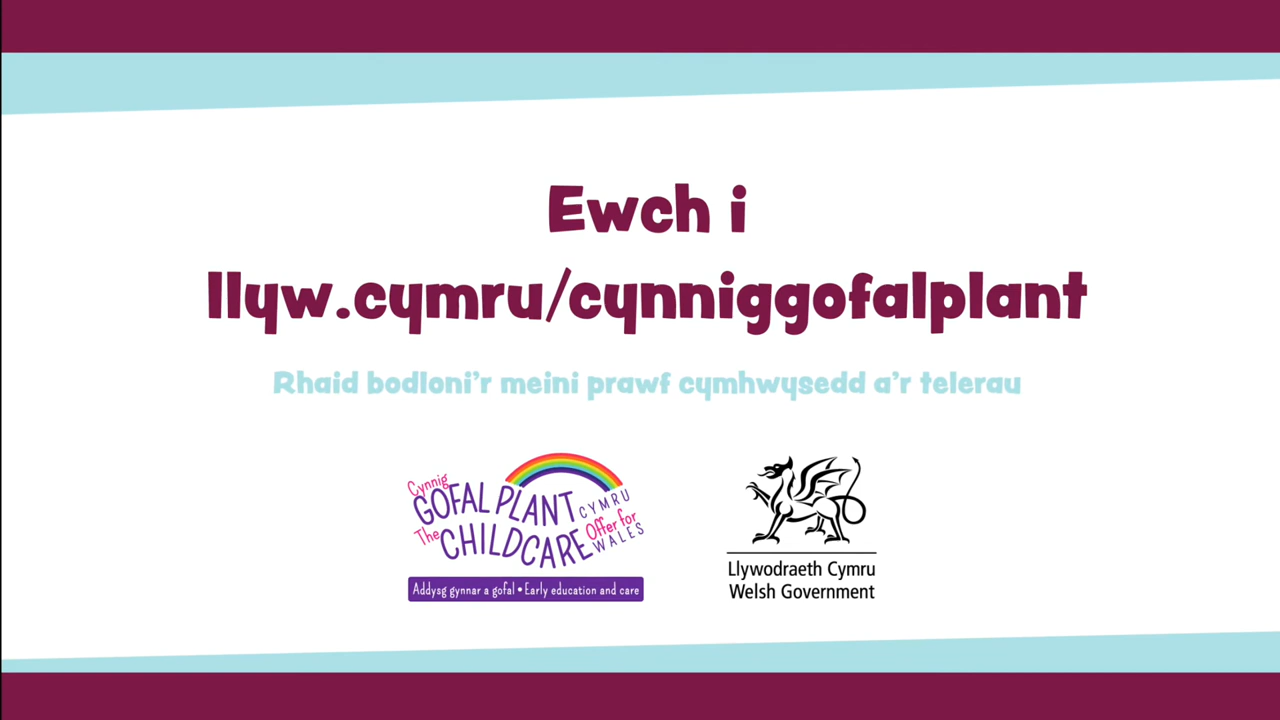 Ewch i
llyw.cymru/cynniggofalplant
Rhaid bodloni'r meini prawf cymhwysedd a'r telerau
Cynnig
GOFAL PLANT CYMRU
The CHILDCARE Offer for WALES
Addysg gynnar a gofal • Early education and care
Llywodraeth Cymru
Welsh Government